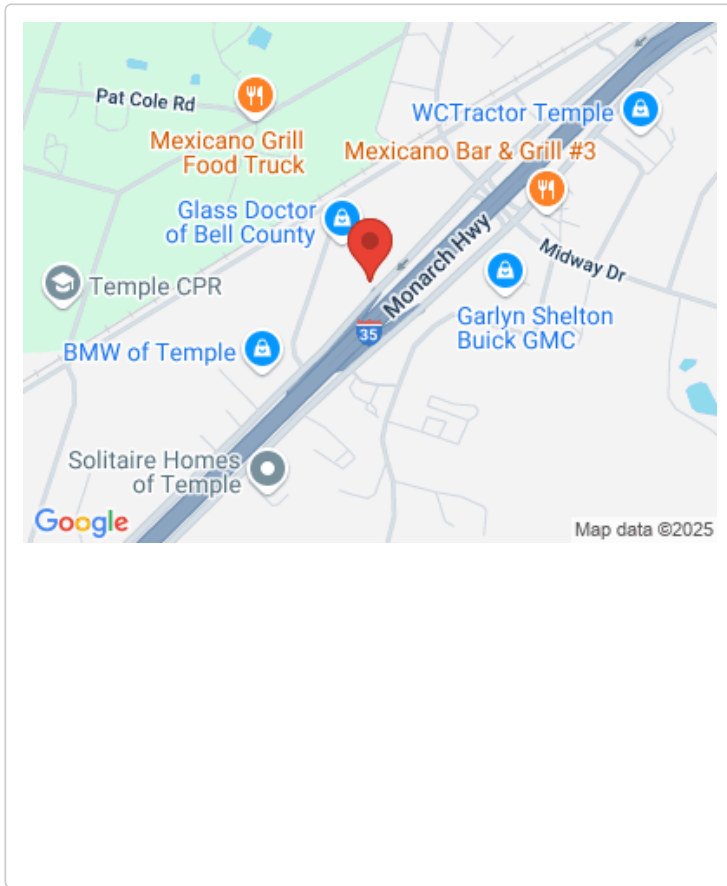 Pat Cole Rd
WCTractor Temple
Mexicano Grill
Food Truck
Mexicano Bar & Grill #3
Glass Doctor
of Bell County
Monarch Hwy
Midway Dr
Temple CPR
Garlyn Shelton
Buick GMC
35
BMW of Temple
Solitaire Homes
of Temple
Google
Map data ©2025